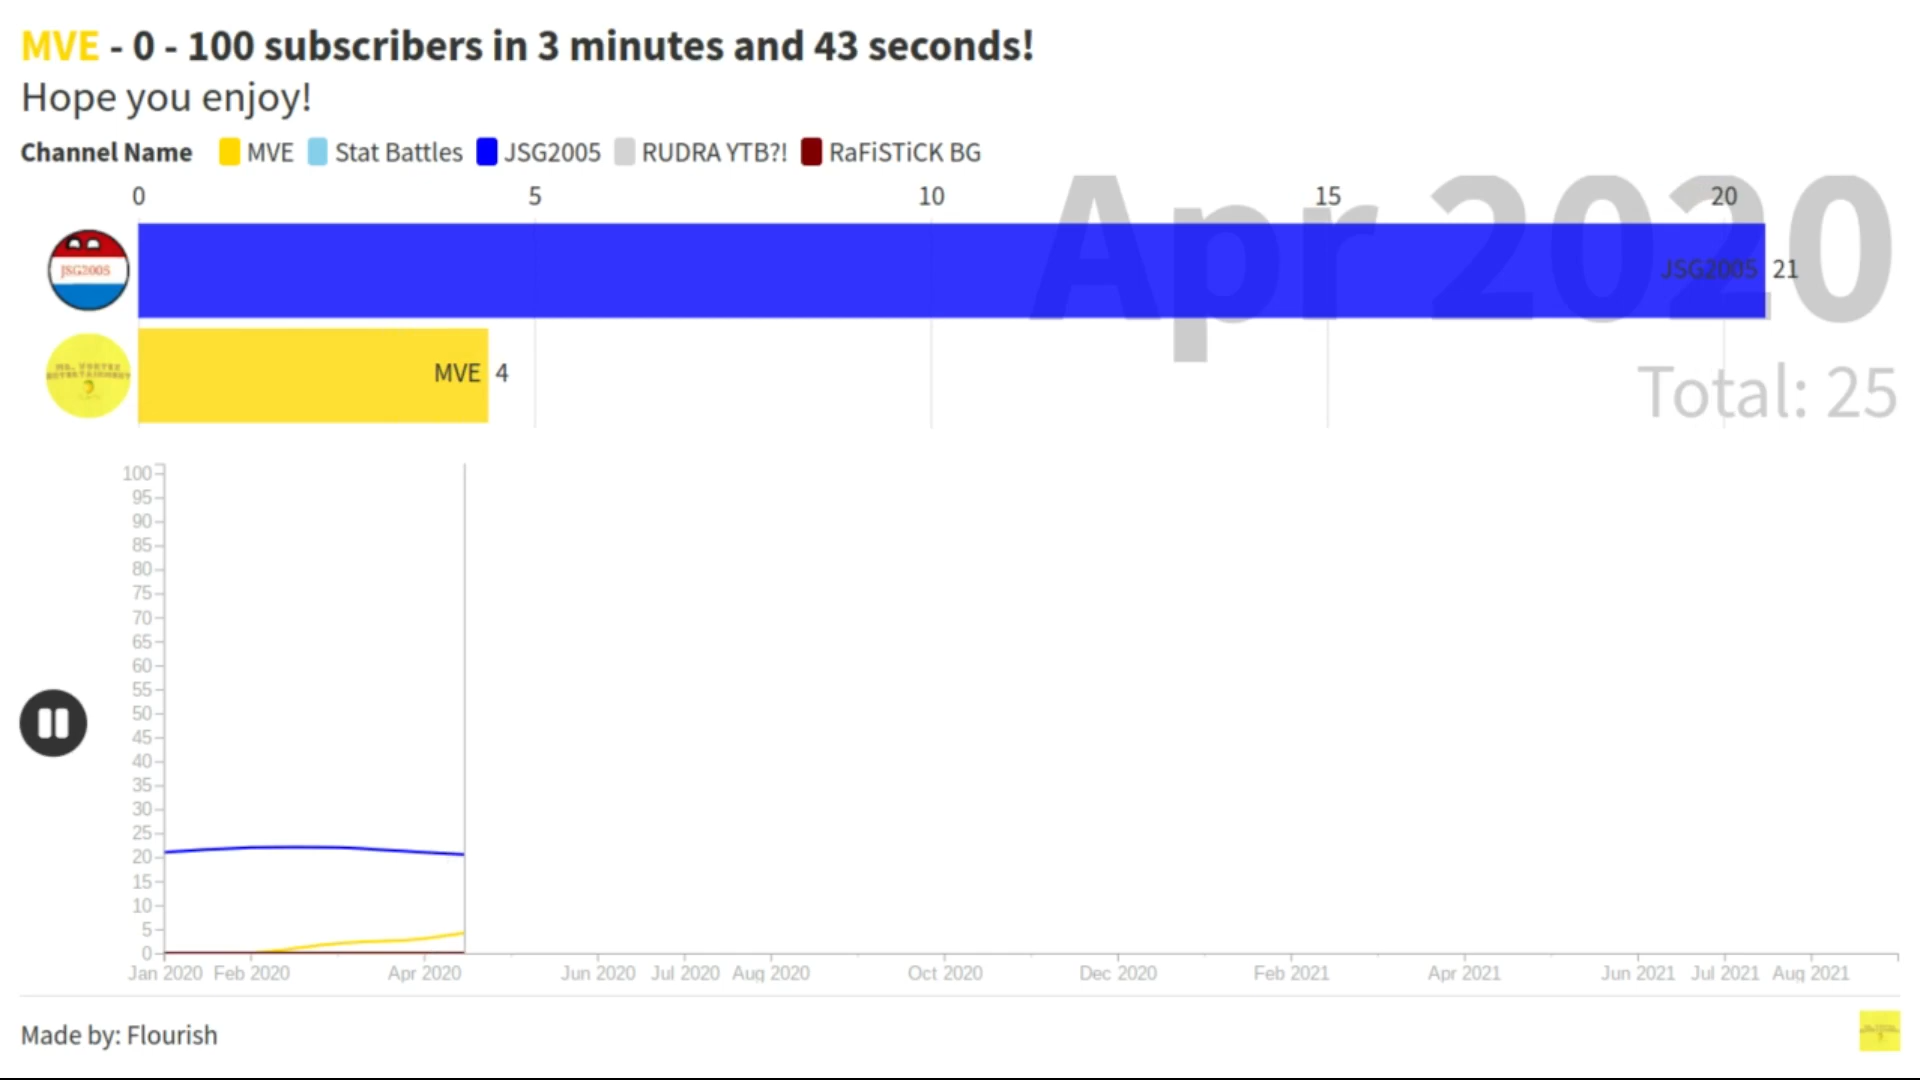 MVE - 0 - 100 subscribers in 3 minutes and 43 seconds!
Hope you enjoy!
Channel Name MVE Stat Battles JSG2005 RUDRA YTB?! RaFiSTiCK BG
0 5 10 15 20
Apr 2020
JSG2005
JSG2005 21
MR. VORTEX
ENTERTAINMENT
MVE 4
Total: 25
100
95
90
85
80
75
70
65
60
55
50
45
40
35
30
25
20
15
10
5
0
Jan 2020 Feb 2020 Apr 2020 Jun 2020 Jul 2020 Aug 2020 Oct 2020 Dec 2020 Feb 2021 Apr 2021 Jun 2021 Jul 2021 Aug 2021
Made by: Flourish